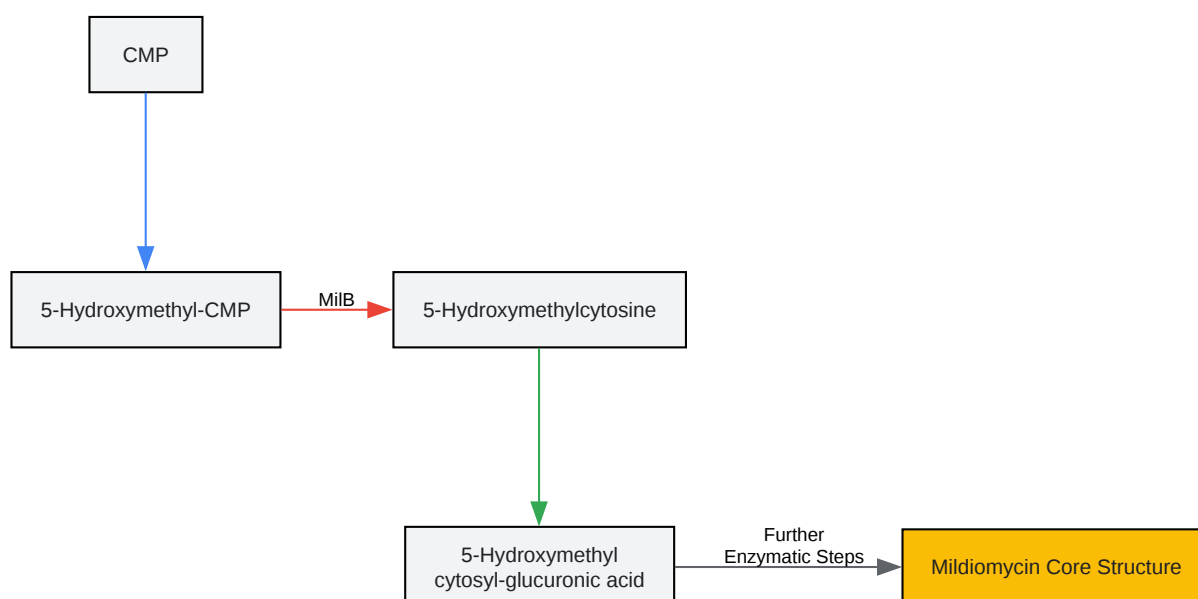 CMP
5-Hydroxymethyl-CMP
MilB
5-Hydroxymethylcytosine
5-Hydroxymethyl
cytosyl-glucuronic acid
Further
Enzymatic Steps
Mildiomycin Core Structure